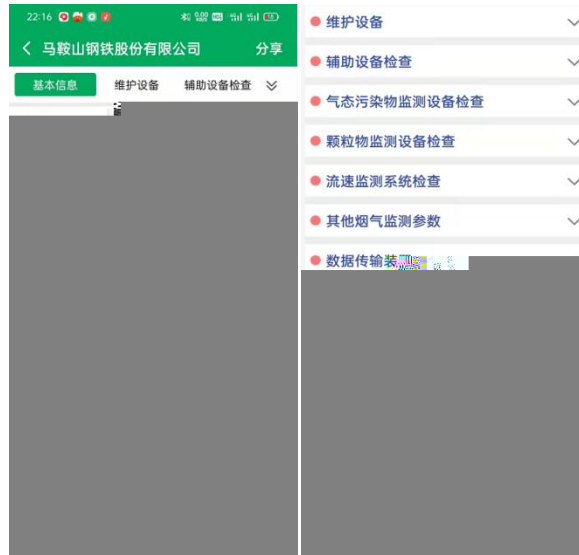 22:16
马鞍山钢铁股份有限公司 分享
基本信息 维护设备 辅助设备检查
维护设备
辅助设备检查
气态污染物监测设备检查
颗粒物监测设备检查
流速监测系统检查
其他烟气监测参数
数据传输装